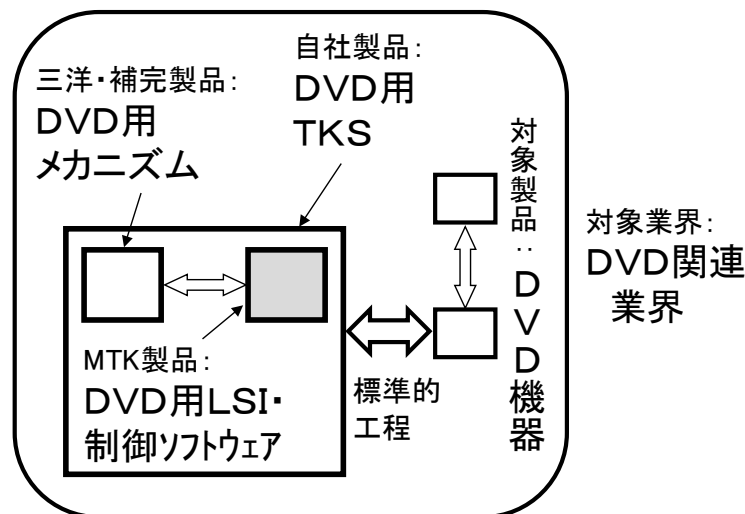 三洋・補完製品：
DVD用
メカニズム
自社製品：
DVD用
TKS
対象製品：DVD機器
対象業界：
DVD関連
業界
MTK製品：
DVD用LSI・
制御ソフトウェア
標準的
工程